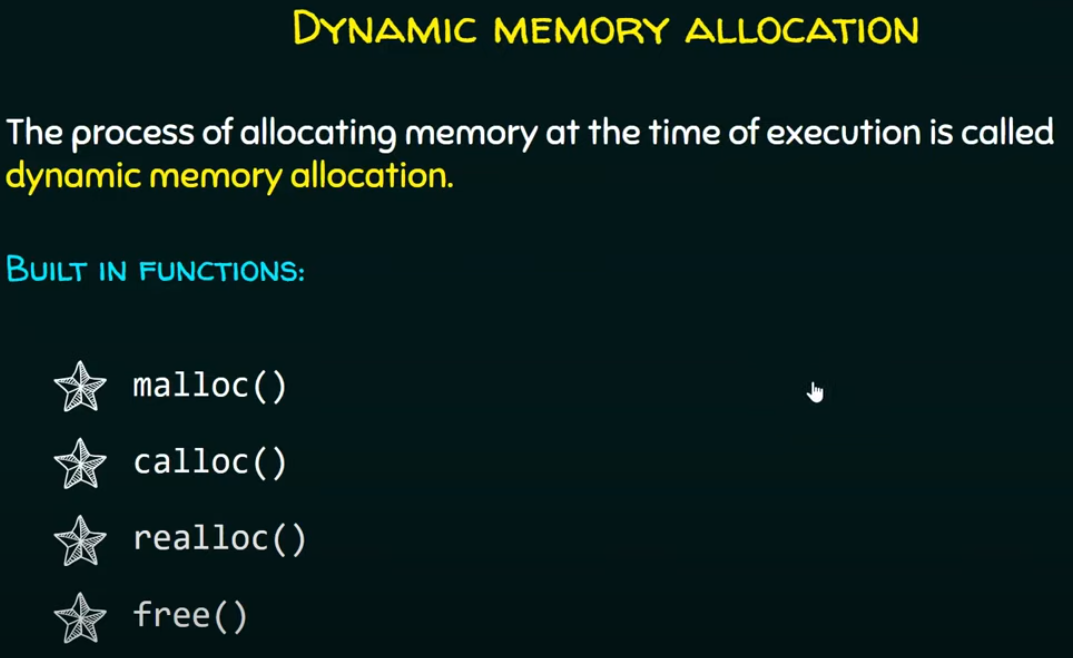 DYNAMIC MEMORY ALLOCATION
The process of allocating memory at the time of execution is called
dynamic memory allocation.
BUILT IN FUNCTIONS:
malloc()
calloc()
realloc()
free()